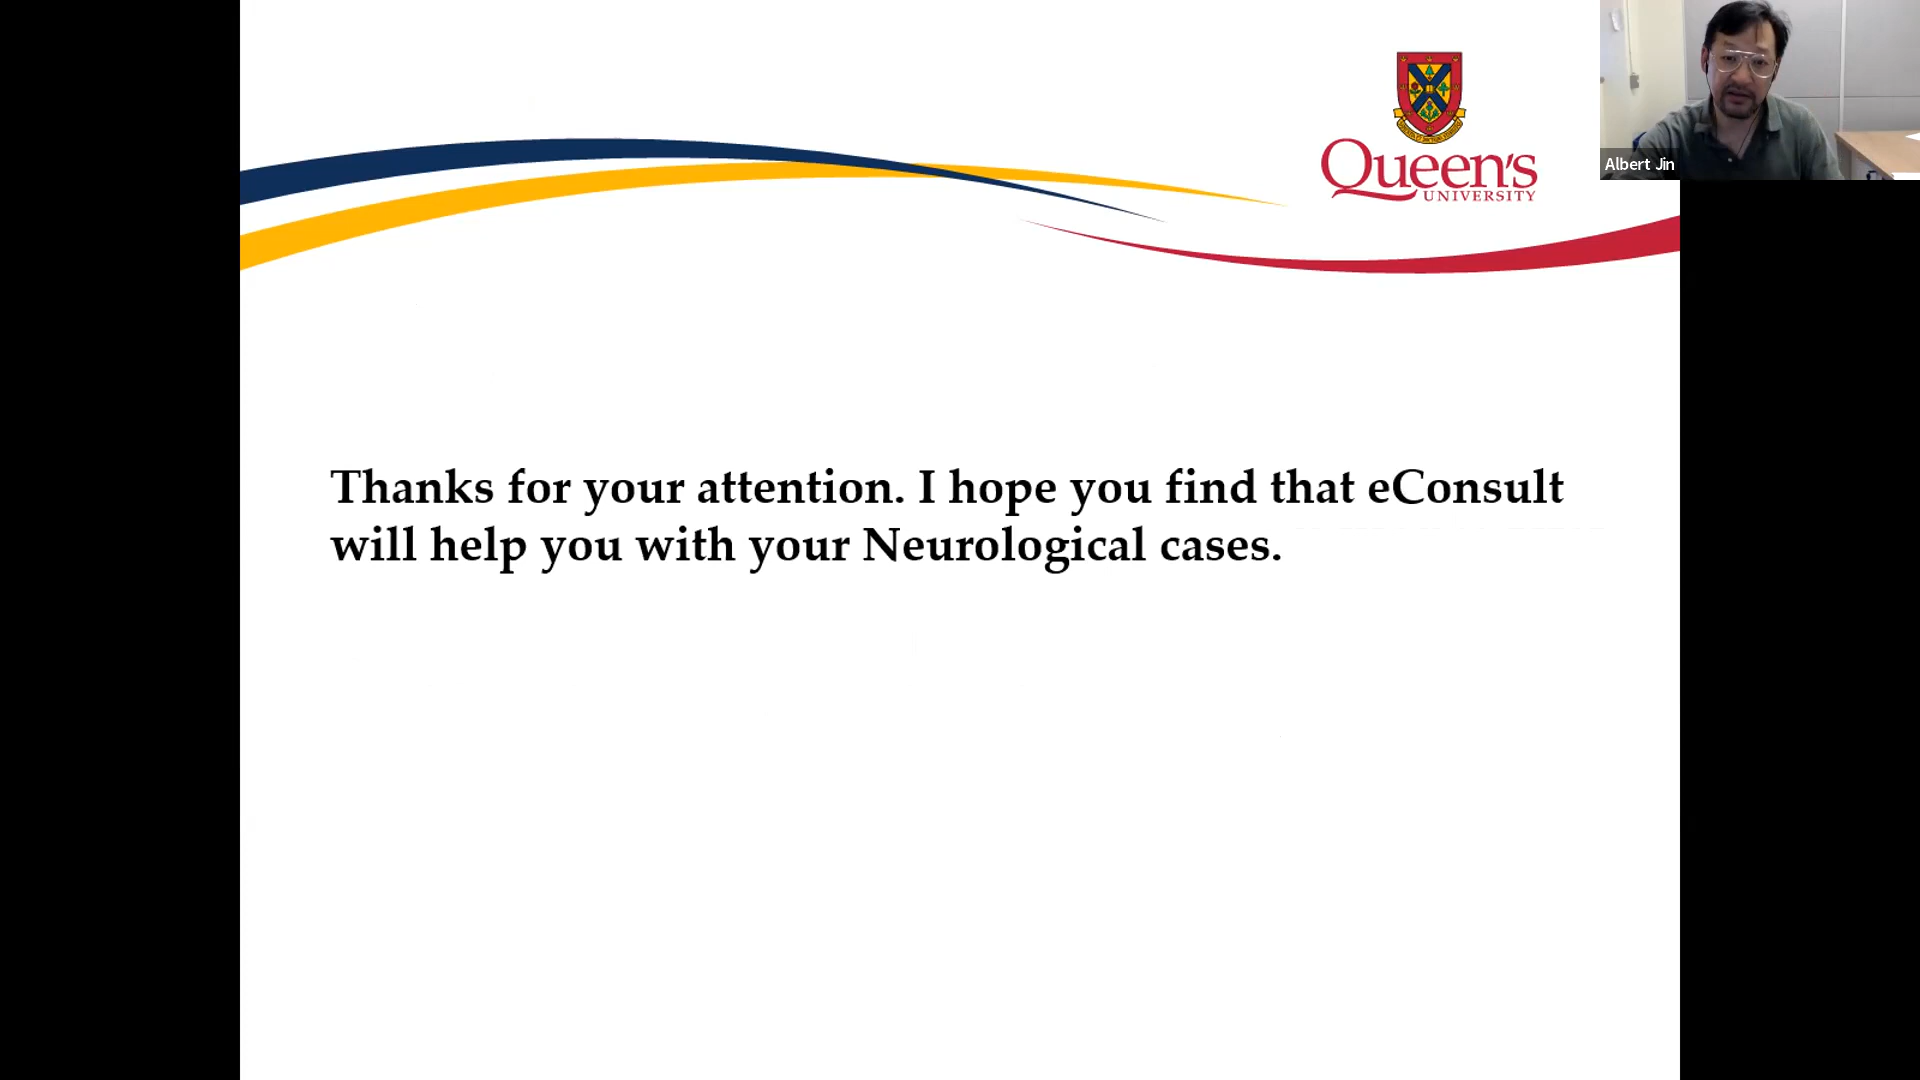 Queen's
UNIVERSITY
Albert Jin
Thanks for your attention. I hope you find that eConsult
will help you with your Neurological cases.